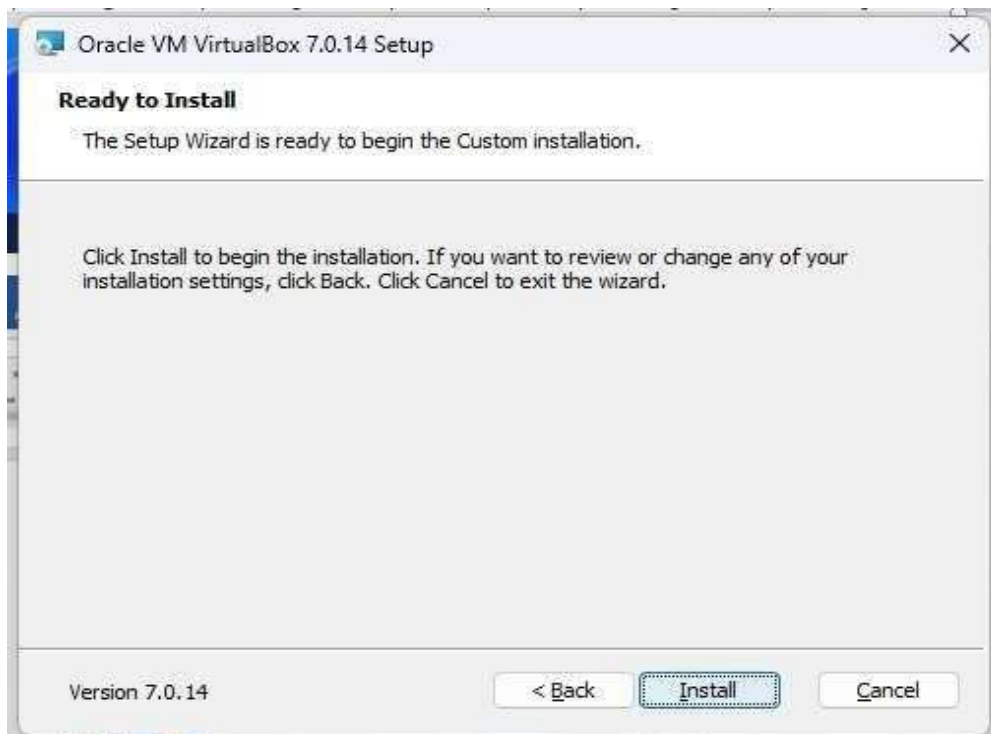 Oracle VM VirtualBox 7.0.14 Setup
Ready to Install
The Setup Wizard is ready to begin the Custom installation.
Click Install to begin the installation. If you want to review or change any of your
installation settings, click Back. Click Cancel to exit the wizard.
Version 7.0.14
< Back
Install
Cancel